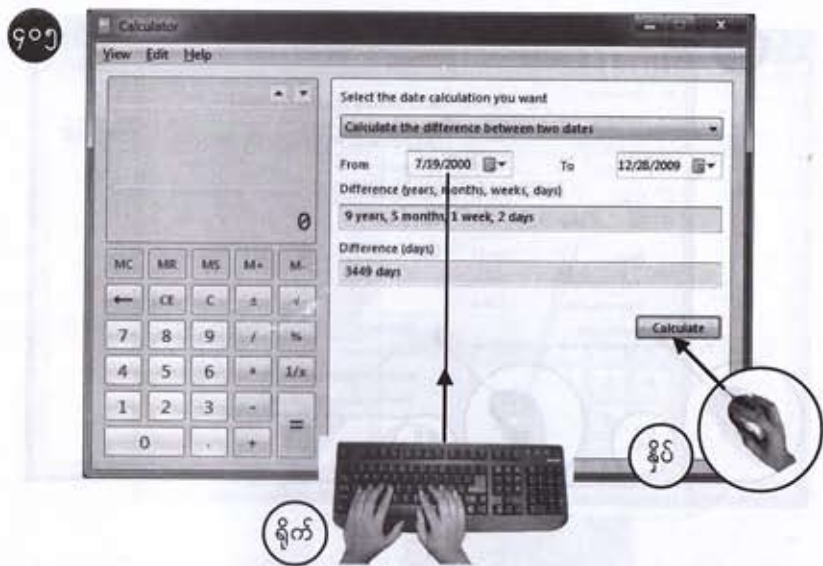 ၄၀၅
Calculator
View Edit Help
Select the date calculation you want
Calculate the difference between two dates
From 7/19/2000 To 12/28/2009
Difference (years, months, weeks, days)
9 years, 5 months, 1 week, 2 days
0
Difference (days)
3449 days
MC MR MS M+ M-
← CE C ± √
7 8 9 / %
Calculate
4 5 6 * 1/x
1 2 3 - =
0 . +
နှိပ်
ရိုက်